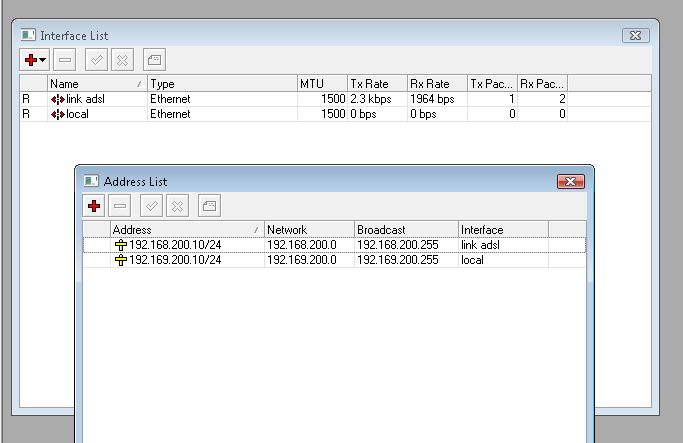 Interface List
Name Type MTU Tx Rate Rx Rate Tx Pac... Rx Pac...
R link adsl Ethernet 1500 2.3 kbps 1964 bps 1 2
R local Ethernet 1500 0 bps 0 bps 0 0
Address List
Address Network Broadcast Interface
192.168.200.10/24 192.168.200.0 192.168.200.255 link adsl
192.169.200.10/24 192.169.200.0 192.169.200.255 local